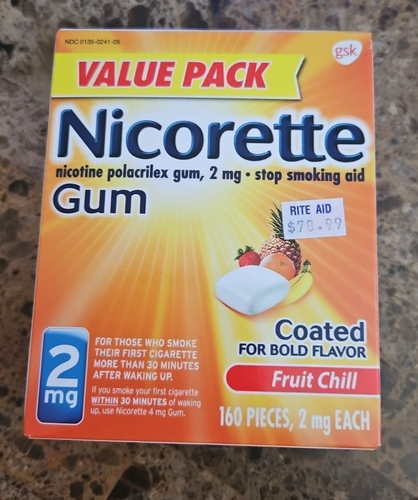 NDC 0135-0241-05
gsk
VALUE PACK
Nicorette
nicotine polacrilex gum, 2 mg • stop smoking aid
Gum
RITE AID
$78.99
Coated
FOR BOLD FLAVOR
Fruit Chill
2
mg
FOR THOSE WHO SMOKE
THEIR FIRST CIGARETTE
MORE THAN 30 MINUTES
AFTER WAKING UP.
If you smoke your first cigarette
WITHIN 30 MINUTES of waking
up, use Nicorette 4 mg Gum.
160 PIECES, 2 mg EACH